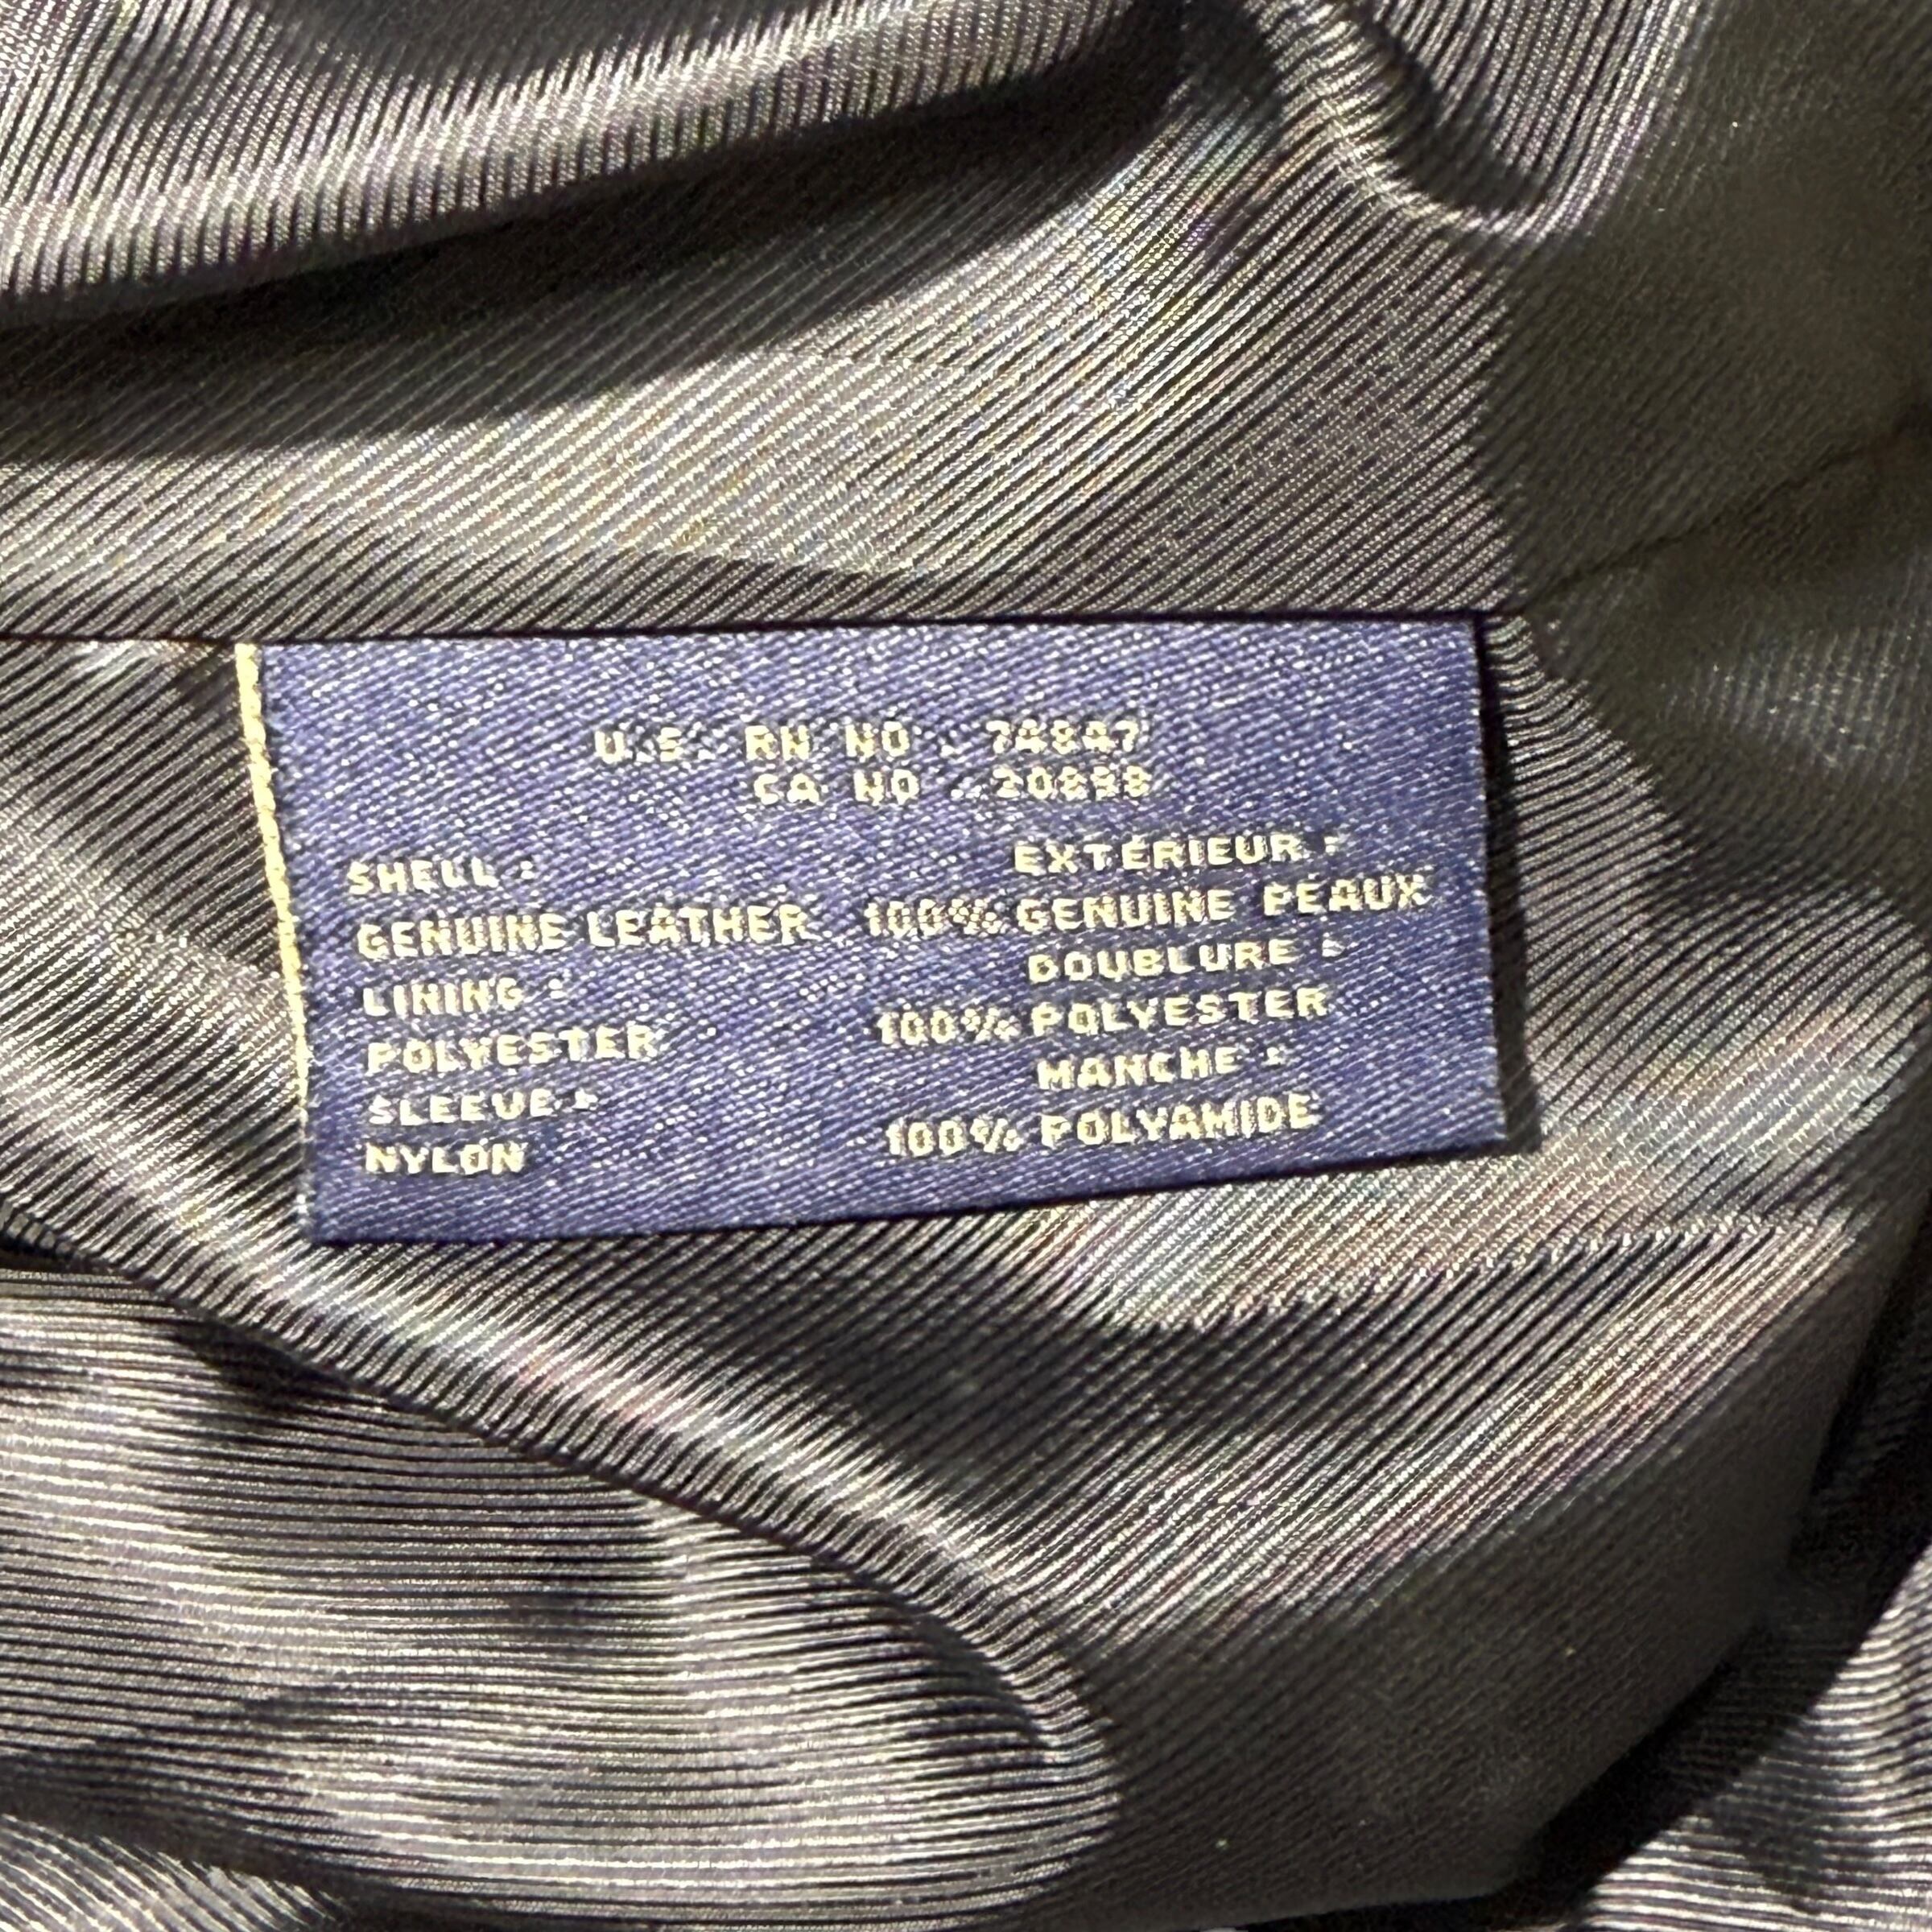 U.S. RN NO. 74847
CA NO. 20898
SHELL : EXTÉRIEUR :
GENUINE LEATHER 100% GENUINE PEAUX
LINING : DOUBLURE :
POLYESTER 100% POLYESTER
SLEEVE : MANCHE :
NYLON 100% POLYAMIDE